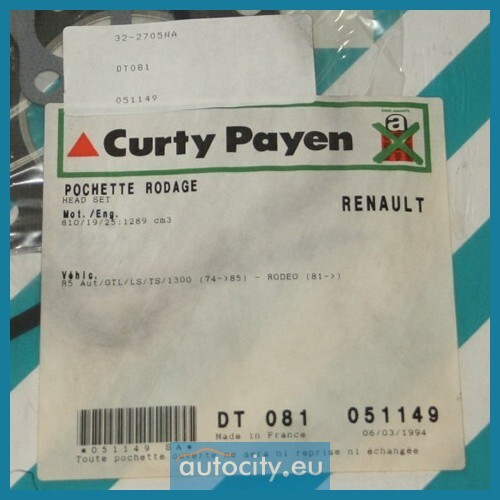 32-2705NA
DT081
051149
a
Curty Payen
POCHETTE RODAGE
HEAD SET
RENAULT
Mot./Eng.
810/19/25:1289 cm3
Véhic.
R5 Aut/GTL/LS/TS/1300 (74->85) - RODEO (81->)
DT 081 051149
Made in France 06/03/1994
*051149 SA*
Toute pochette ouverte ne sera ni reprise ni échangée
autocity.eu